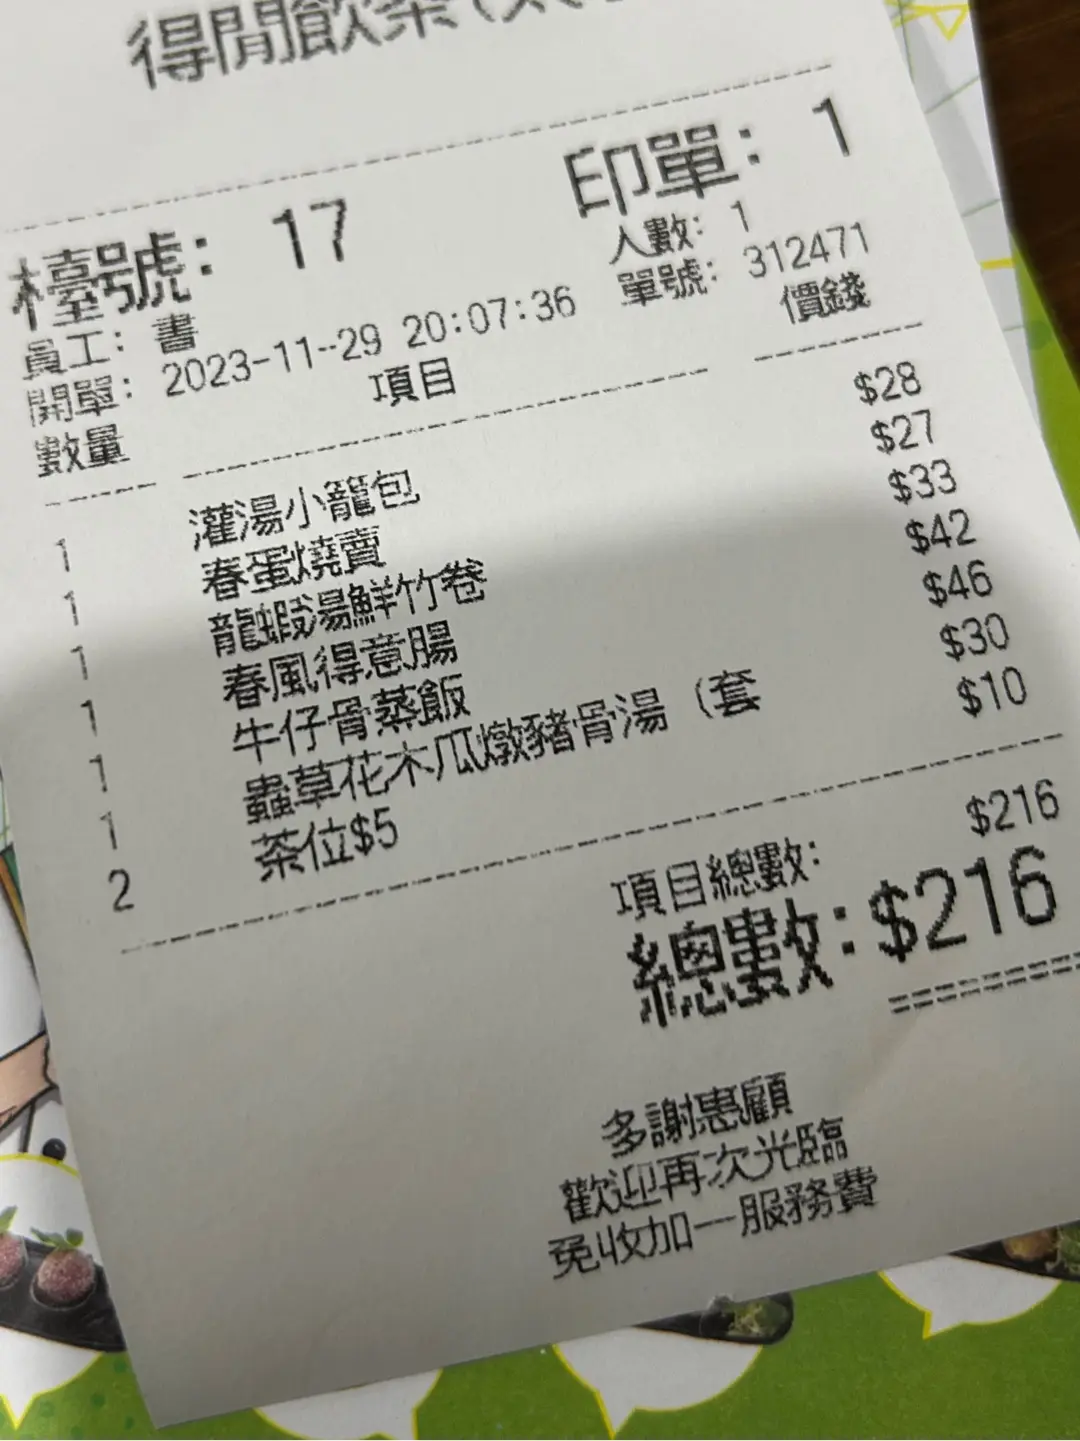 得閒飲茶(
印單: 1
檯號: 17
人數: 1
員工: 書
單號: 312471
開單: 2023-11-29 20:07:36
數量 項目 價錢
1 灌湯小籠包 $28
1 春蛋燒賣 $27
1 龍蝦湯鮮竹卷 $33
1 春風得意腸 $42
1 牛仔骨蒸飯 $46
1 蟲草花木瓜燉豬骨湯 (套 $30
2 茶位$5 $10
項目總數: $216
總數: $216
多謝惠顧
歡迎再次光臨
免收加一服務費